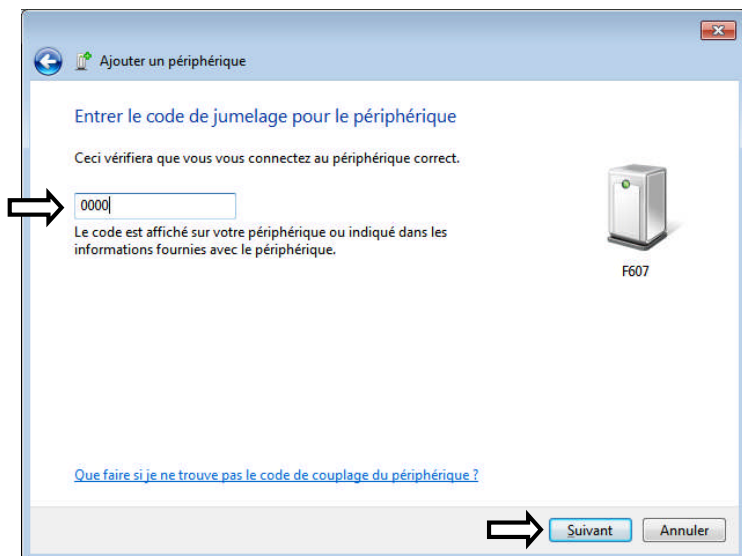 Ajouter un périphérique
Entrer le code de jumelage pour le périphérique
Ceci vérifiera que vous vous connectez au périphérique correct.
0000
Le code est affiché sur votre périphérique ou indiqué dans les
informations fournies avec le périphérique.
F607
Que faire si je ne trouve pas le code de couplage du périphérique ?
Suivant
Annuler